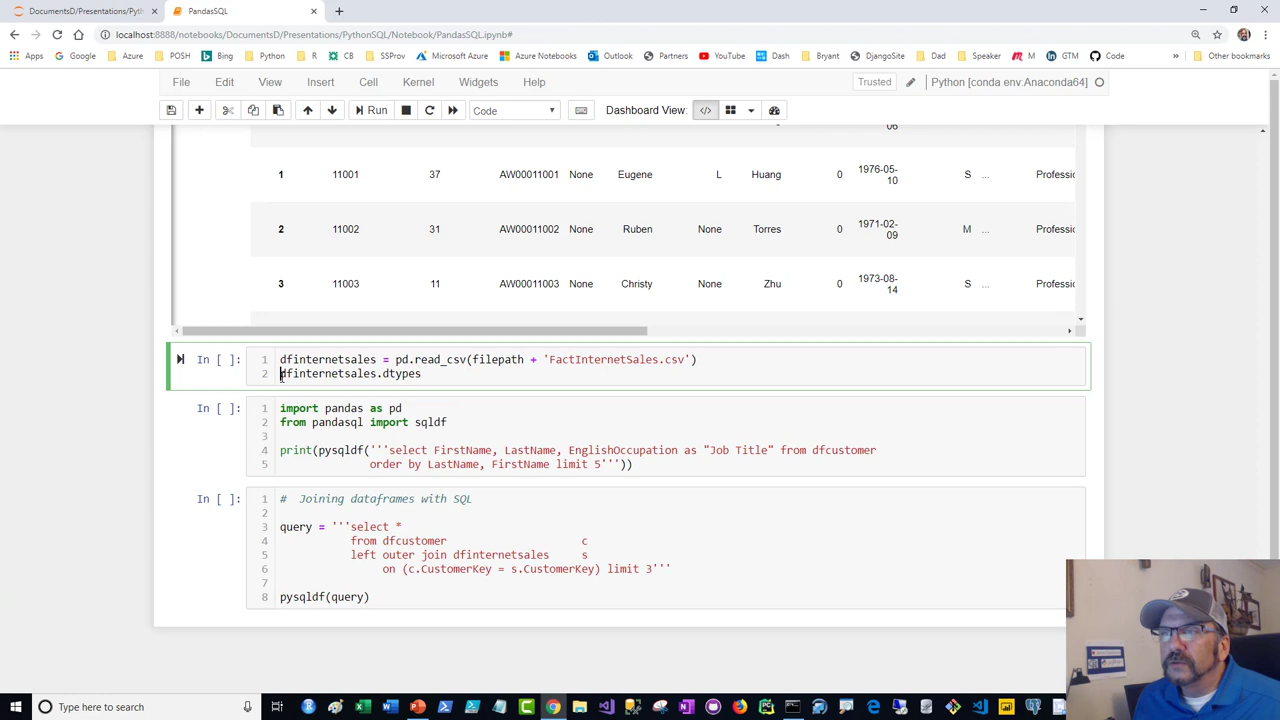 DocumentsD/Presentations/Pyth
PandasSQL
localhost:8888/notebooks/DocumentsD/Presentations/PythonSQL/Notebook/PandasSQL.ipynb#
Apps Google Azure POSH Bing Python R CB SSProv Microsoft Azure Azure Notebooks Outlook Partners YouTube Dash Bryant DjangoSite Dad Speaker M LinkedIn GTM Code » Other bookmarks
File Edit View Insert Cell Kernel Widgets Help Trusted Python [conda env:Anaconda64]
Run Code Dashboard View:
06
1 11001 37 AW00011001 None Eugene L Huang 0 1976-05-10 S ... Professic
2 11002 31 AW00011002 None Ruben None Torres 0 1971-02-09 M ... Professic
3 11003 11 AW00011003 None Christy None Zhu 0 1973-08-14 S ... Professic
In [ ]: 1 dfinternetsales = pd.read_csv(filepath + 'FactInternetSales.csv')
2 dfinternetsales.dtypes
In [ ]: 1 import pandas as pd
2 from pandasql import sqldf
3
4 print(pysqldf('''select FirstName, LastName, EnglishOccupation as "Job Title" from dfcustomer
5 order by LastName, FirstName limit 5'''))
In [ ]: 1 # Joining dataframes with SQL
2
3 query = '''select *
4 from dfcustomer c
5 left outer join dfinternetsales s
6 on (c.CustomerKey = s.CustomerKey) limit 3'''
7
8 pysqldf(query)
Type here to search
7:20 PM